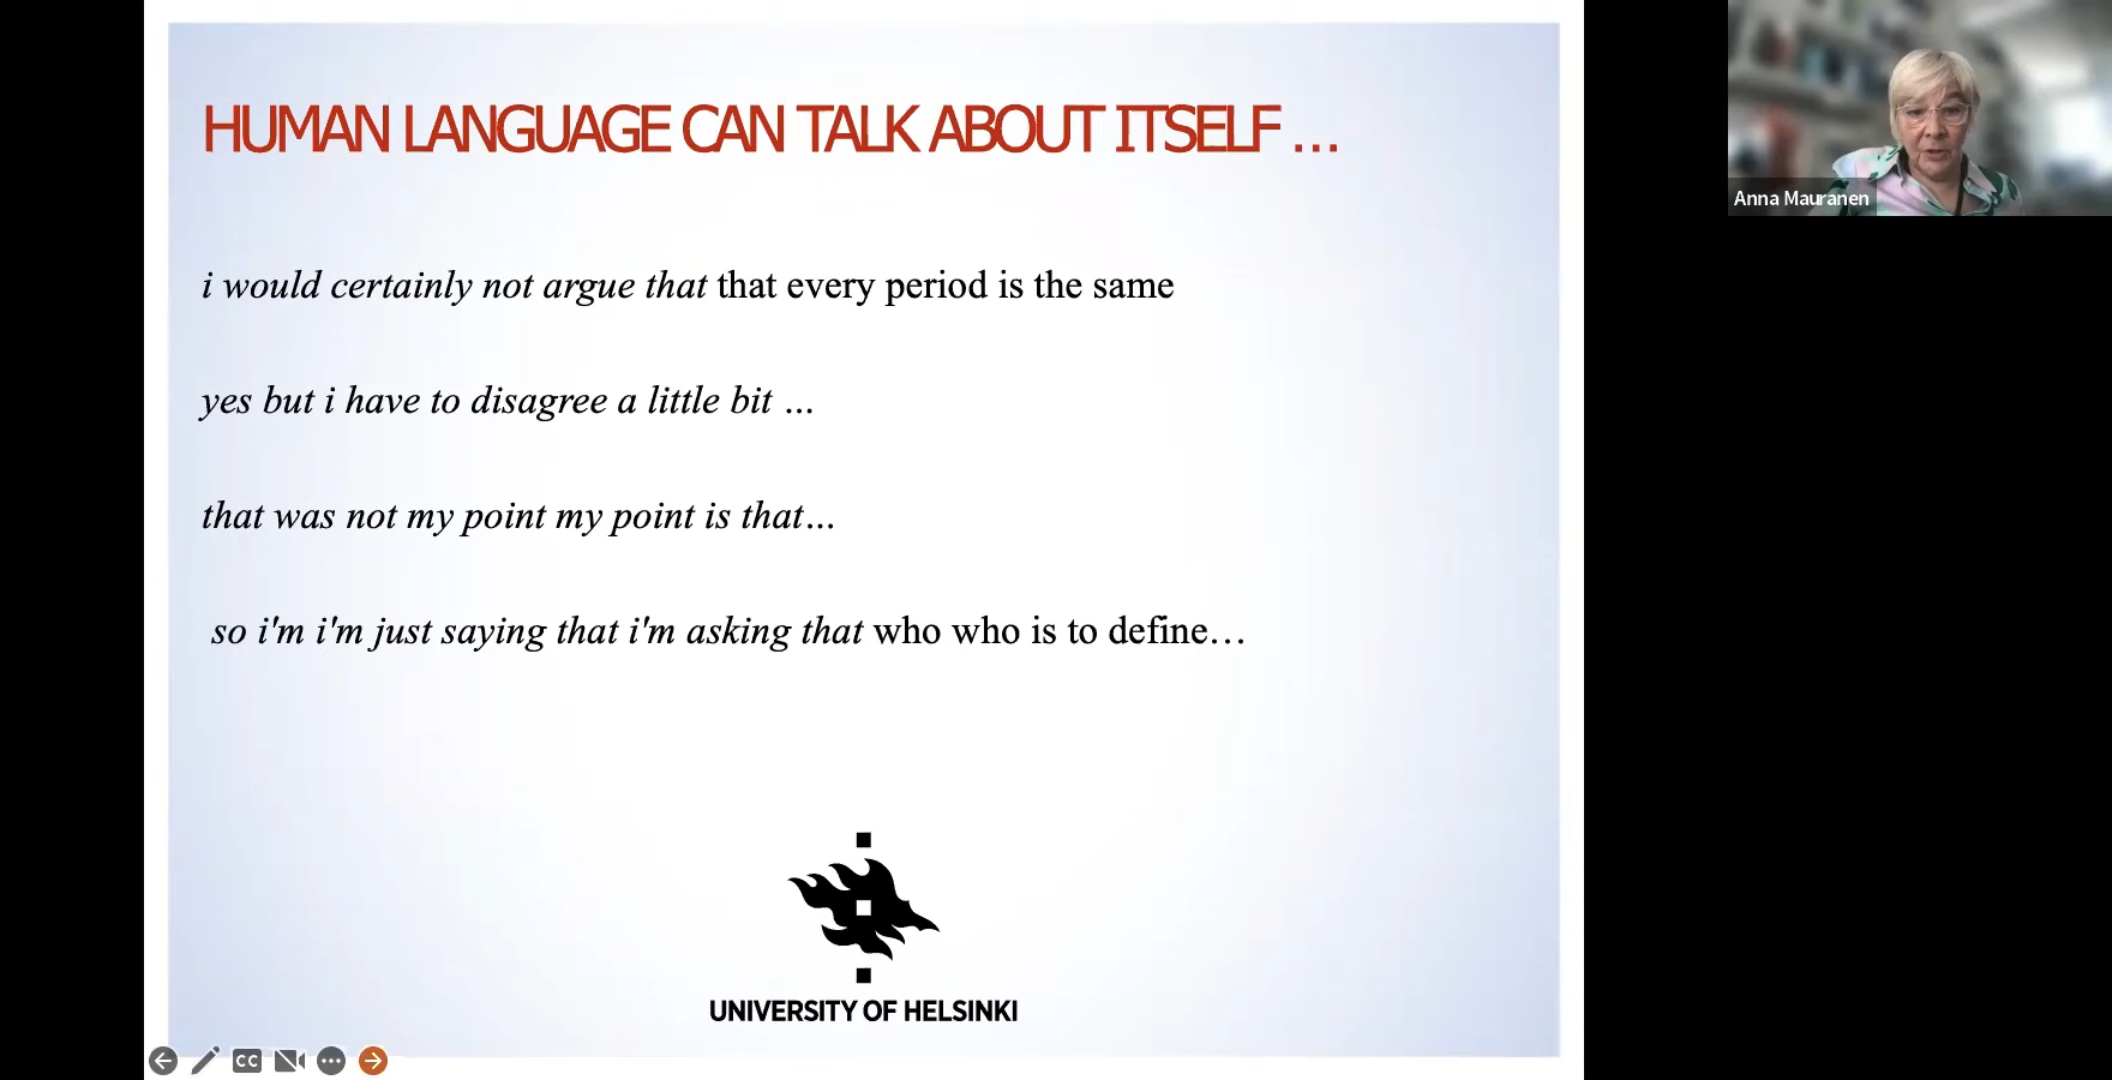 HUMAN LANGUAGE CAN TALK ABOUT ITSELF ...
Anna Mauranen
i would certainly not argue that that every period is the same
yes but i have to disagree a little bit ...
that was not my point my point is that...
so i'm i'm just saying that i'm asking that who who is to define...
UNIVERSITY OF HELSINKI
CC